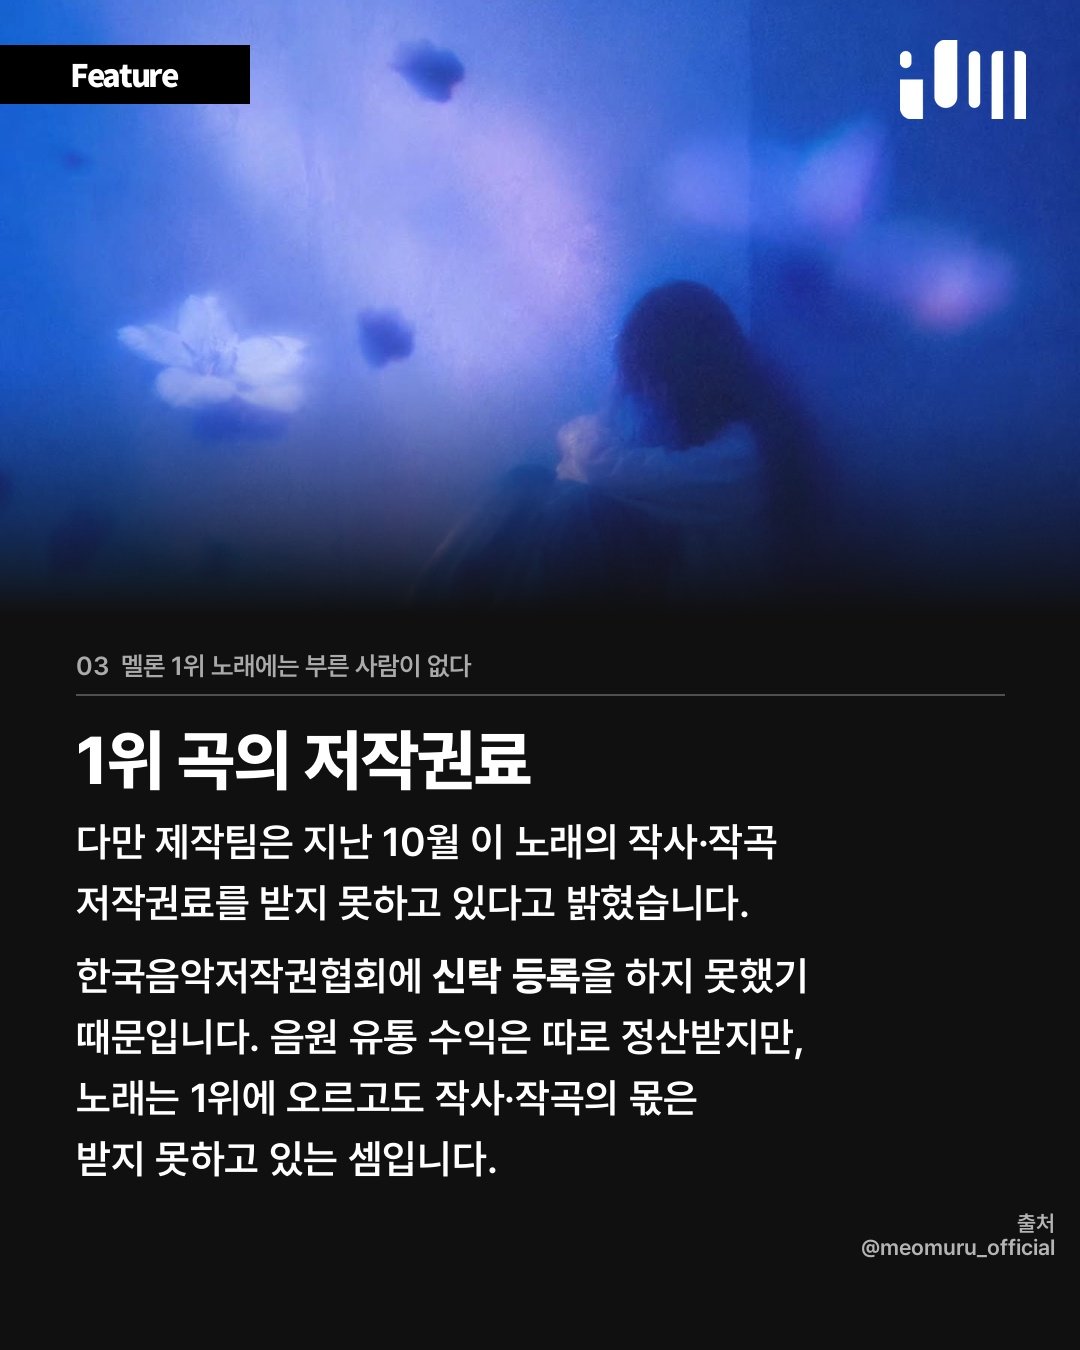 Feature
03 멜론 1위 노래에는 부른 사람이 없다
1위 곡의 저작권료
다만 제작팀은 지난 10월 이 노래의 작사·작곡
저작권료를 받지 못하고 있다고 밝혔습니다.
한국음악저작권협회에 신탁 등록을 하지 못했기
때문입니다. 음원 유통 수익은 따로 정산받지만,
노래는 1위에 오르고도 작사·작곡의 몫은
받지 못하고 있는 셈입니다.
출처
@meomuru_official